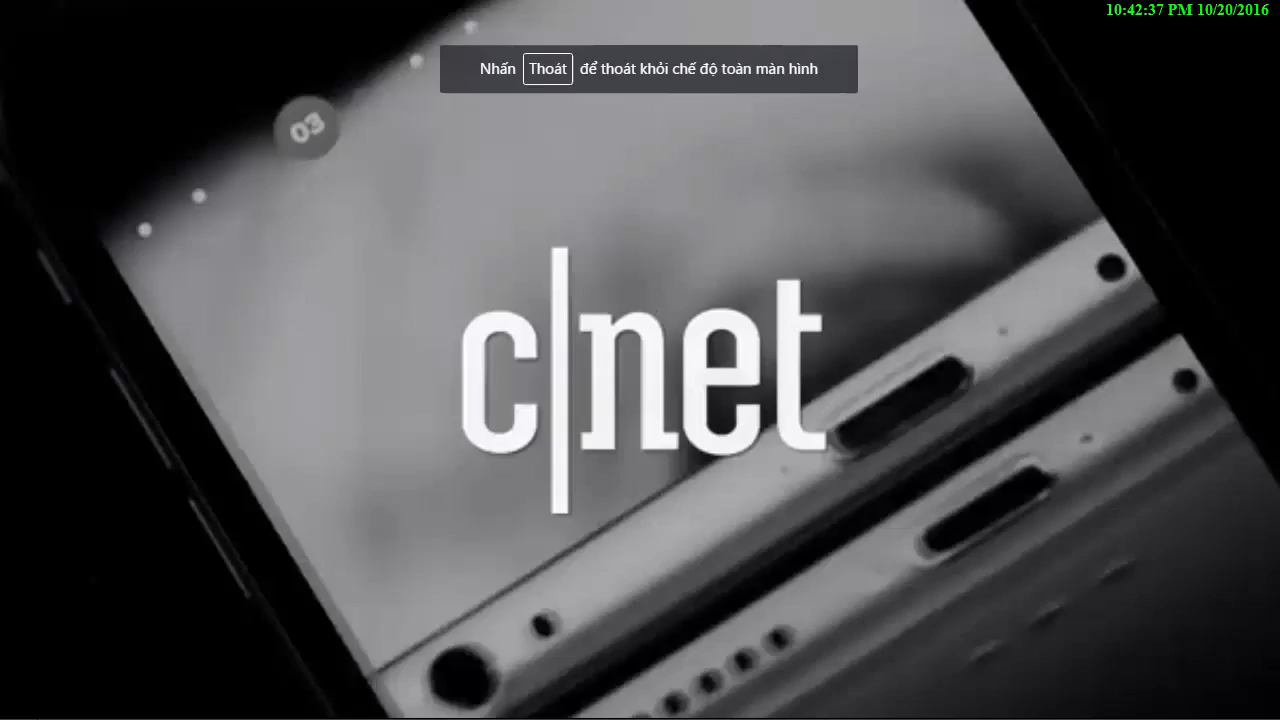 10:42:37 PM 10/20/2016
Nhấn Thoát để thoát khỏi chế độ toàn màn hình
03
c|net